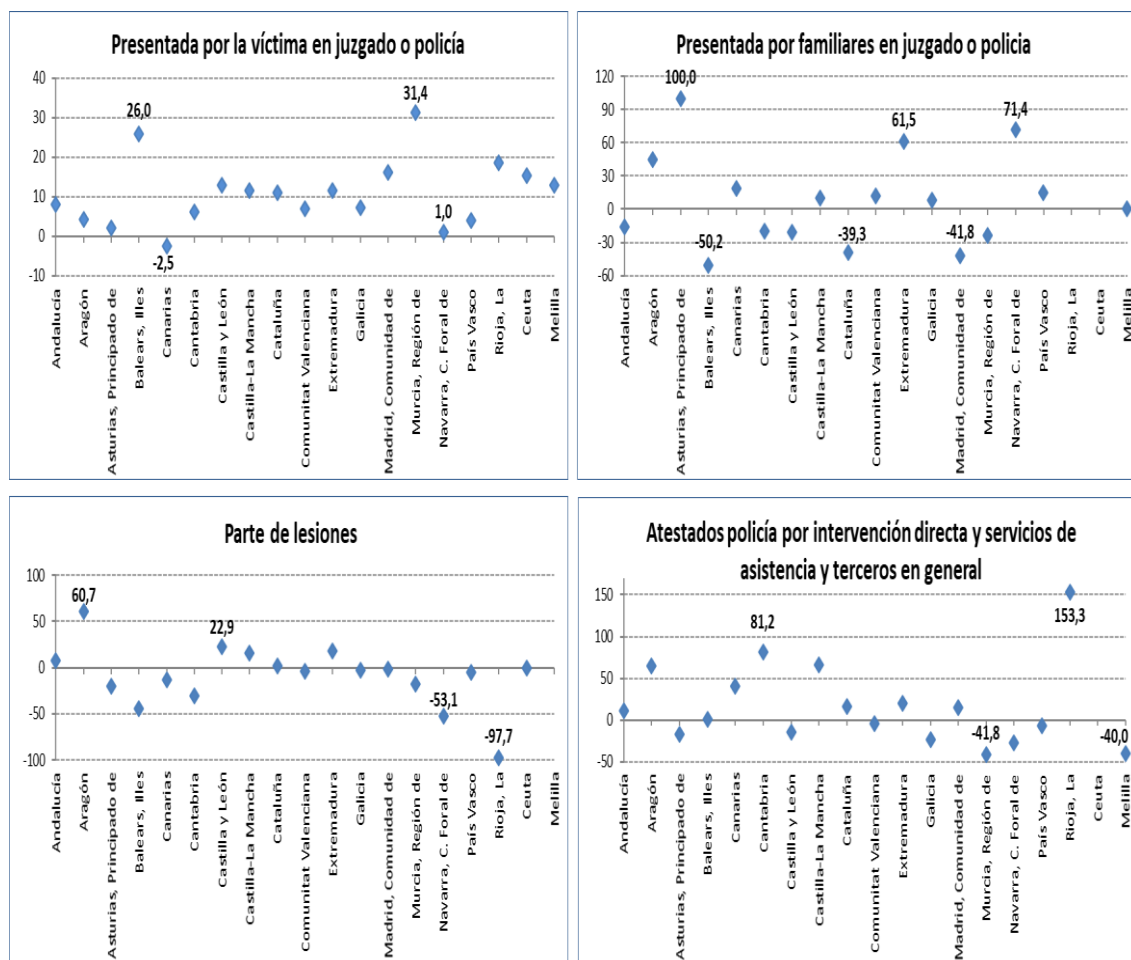 Presentada por la víctima en juzgado o policía
40
30
20
10
0
-10
26,0
-2,5
31,4
1,0
Andalucía
Aragón
Asturias, Principado de
Balears, Illes
Canarias
Cantabria
Castilla y León
Castilla-La Mancha
Cataluña
Comunitat Valenciana
Extremadura
Galicia
Madrid, Comunidad de
Murcia, Región de
Navarra, C. Foral de
País Vasco
Rioja, La
Ceuta
Melilla
Presentada por familiares en juzgado o policia
120
90
60
30
0
-30
-60
100,0
-50,2
-39,3
61,5
-41,8
71,4
Andalucía
Aragón
Asturias, Principado de
Balears, Illes
Canarias
Cantabria
Castilla y León
Castilla-La Mancha
Cataluña
Comunitat Valenciana
Extremadura
Galicia
Madrid, Comunidad de
Murcia, Región de
Navarra, C. Foral de
País Vasco
Rioja, La
Ceuta
Melilla
Parte de lesiones
100
50
0
-50
-100
60,7
22,9
-53,1
-97,7
Andalucía
Aragón
Asturias, Principado de
Balears, Illes
Canarias
Cantabria
Castilla y León
Castilla-La Mancha
Cataluña
Comunitat Valenciana
Extremadura
Galicia
Madrid, Comunidad de
Murcia, Región de
Navarra, C. Foral de
País Vasco
Rioja, La
Ceuta
Melilla
Atestados policía por intervención directa y servicios de
asistencia y terceros en general
150
100
50
0
-50
81,2
-41,8
153,3
-40,0
Andalucía
Aragón
Asturias, Principado de
Balears, Illes
Canarias
Cantabria
Castilla y León
Castilla-La Mancha
Cataluña
Comunitat Valenciana
Extremadura
Galicia
Madrid, Comunidad de
Murcia, Región de
Navarra, C. Foral de
País Vasco
Rioja, La
Ceuta
Melilla